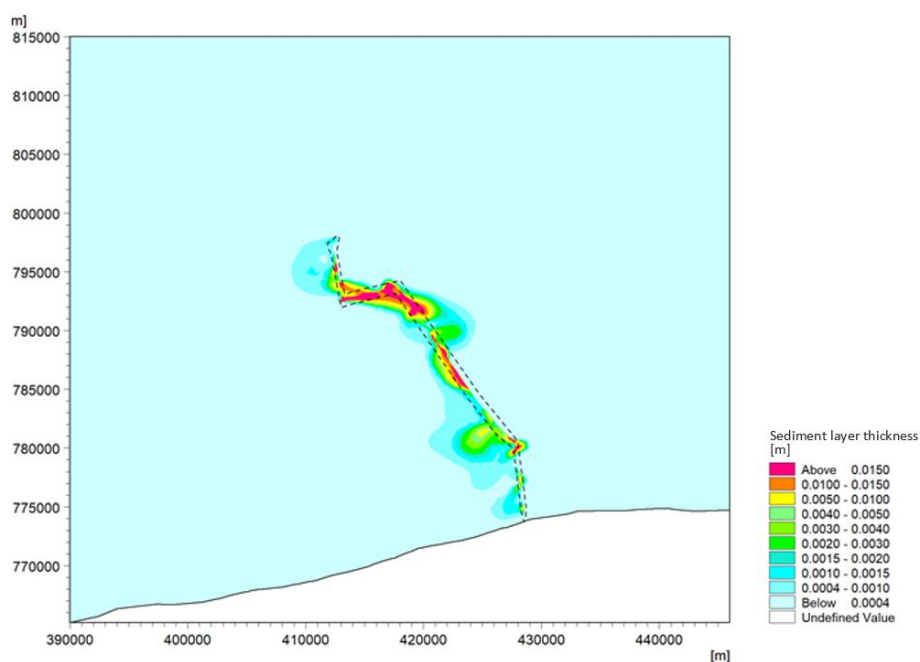 m]
815000
810000
805000
800000
795000
790000
785000
780000
775000
770000
390000 400000 410000 420000 430000 440000
[m]
Sediment layer thickness
[m]
Above 0.0150
0.0100 - 0.0150
0.0050 - 0.0100
0.0040 - 0.0050
0.0030 - 0.0040
0.0020 - 0.0030
0.0015 - 0.0020
0.0010 - 0.0015
0.0004 - 0.0010
Below 0.0004
Undefined Value